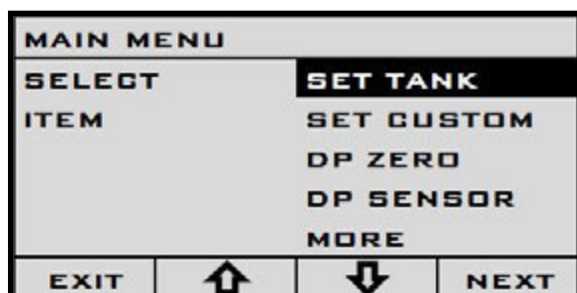 MAIN MENU
SELECT
ITEM
SET TANK
SET CUSTOM
DP ZERO
DP SENSOR
MORE
EXIT NEXT